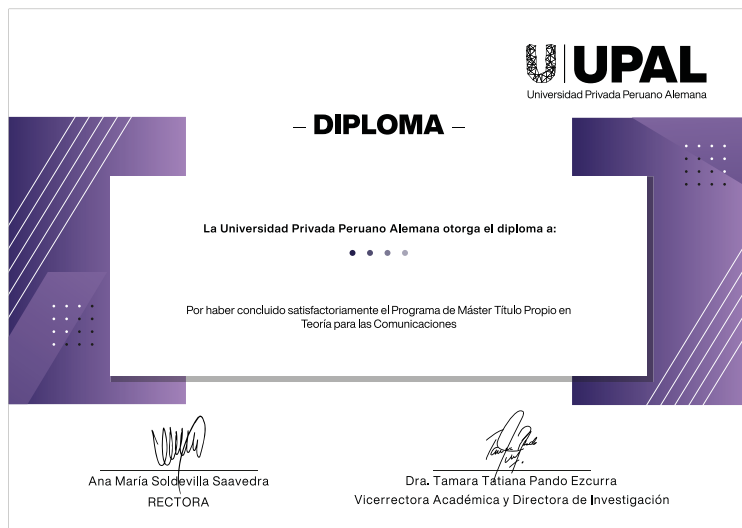 UPAL
Universidad Privada Peruano Alemana
– DIPLOMA –
La Universidad Privada Peruano Alemana otorga el diploma a:
Por haber concluido satisfactoriamente el Programa de Máster Título Propio en
Teoría para las Comunicaciones
Ana María Soldevilla Saavedra
RECTORA
Dra. Tamara Tatiana Pando Ezcurra
Vicerrectora Académica y Directora de Investigación